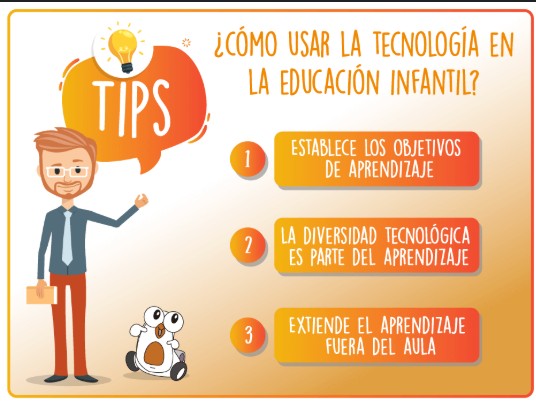 TIPS
¿CÓMO USAR LA TECNOLOGÍA EN
LA EDUCACIÓN INFANTIL?
1
ESTABLECE LOS OBJETIVOS
DE APRENDIZAJE
2
LA DIVERSIDAD TECNOLÓGICA
ES PARTE DEL APRENDIZAJE
3
EXTIENDE EL APRENDIZAJE
FUERA DEL AULA